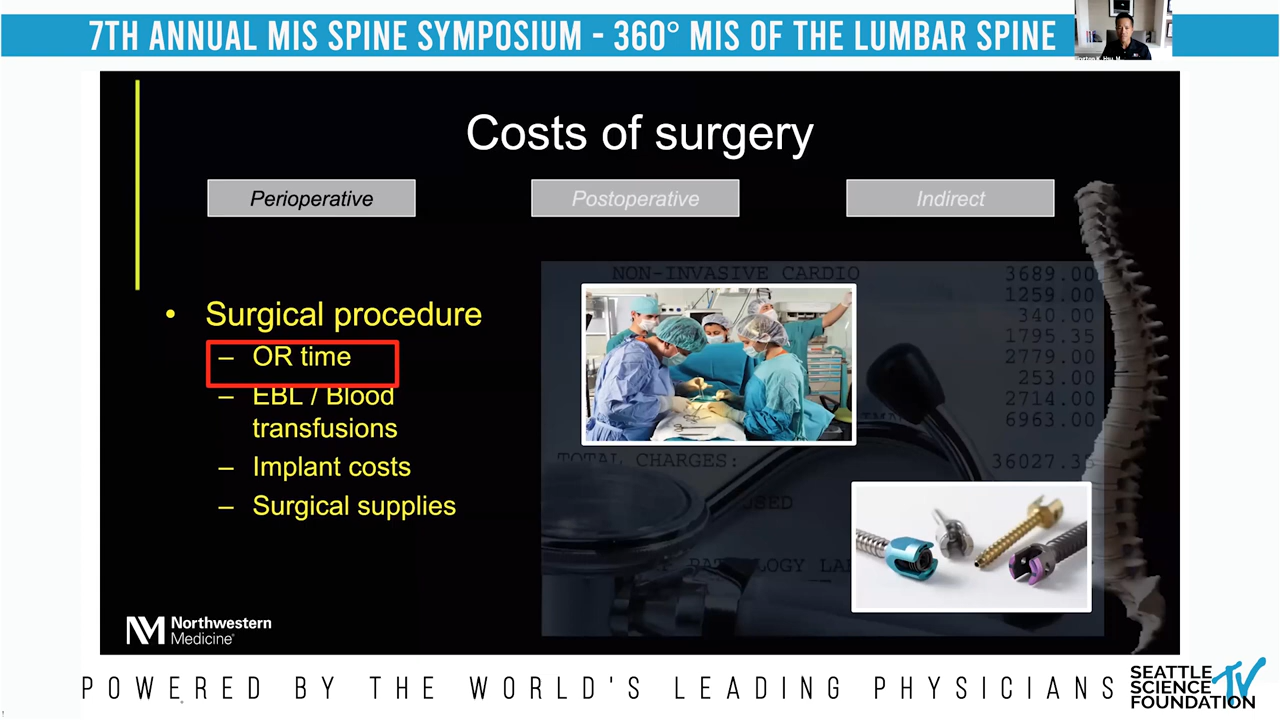 7TH ANNUAL MIS SPINE SYMPOSIUM - 360° MIS OF THE LUMBAR SPINE
Costs of surgery
Perioperative
Postoperative
Indirect
• Surgical procedure
– OR time
– EBL / Blood
transfusions
– Implant costs
– Surgical supplies
NON-INVASIVE CARDIO 3689.00
1259.00
340.00
1795.35
2779.00
253.00
2714.00
6963.00
TOTAL CHARGES:
Northwestern
Medicine®
POWERED BY THE WORLD'S LEADING PHYSICIANS
SEATTLE
SCIENCE
FOUNDATION
TV